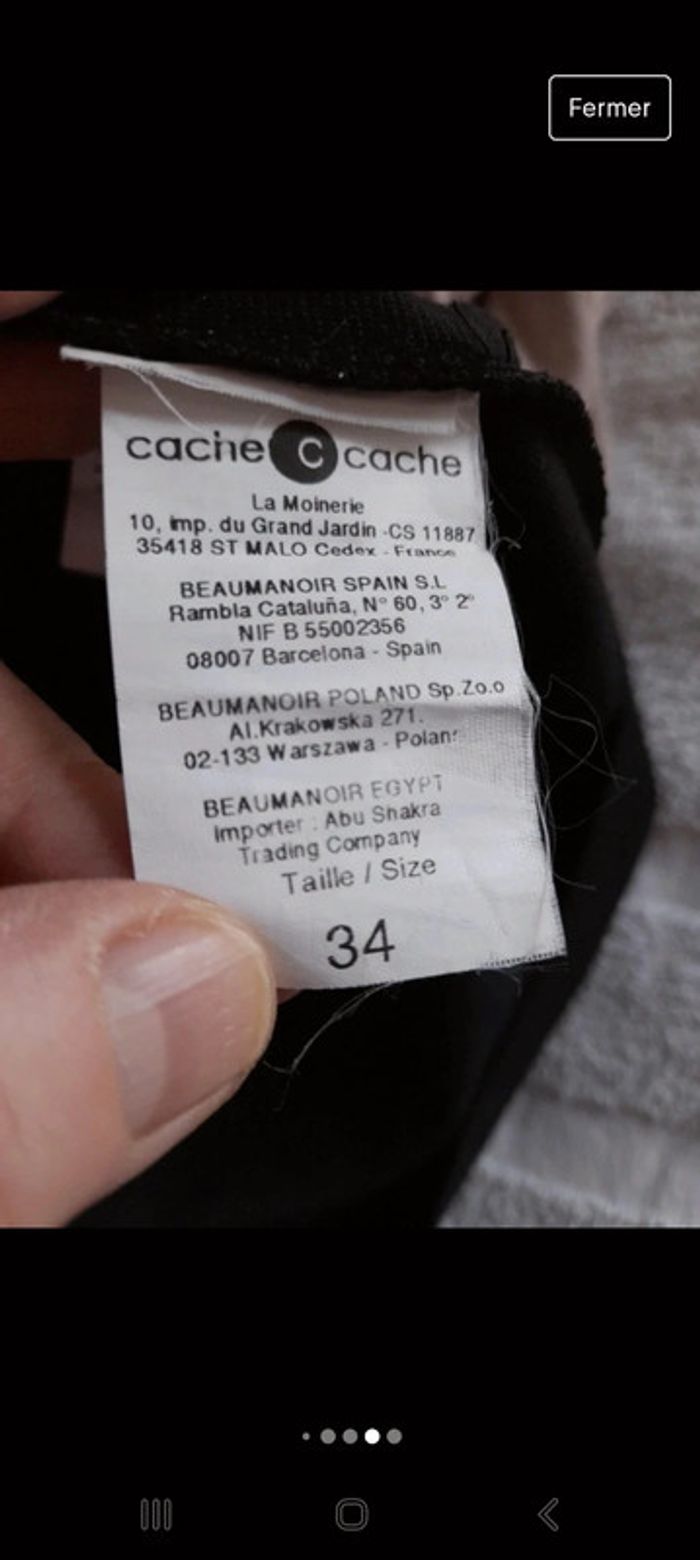 Fermer
cache c cache
La Moinerie
10, imp. du Grand Jardin -CS 11887
35418 ST MALO Cedex - France
BEAUMANOIR SPAIN S.L
Rambla Cataluña, N° 60, 3° 2°
NIF B 55002356
08007 Barcelona - Spain
BEAUMANOIR POLAND Sp.Zo.o
Al.Krakowska 271.
02-133 Warszawa - Polan
BEAUMANOIR EGYPT
Importer : Abu Shakra
Trading Company
Taille / Size
34